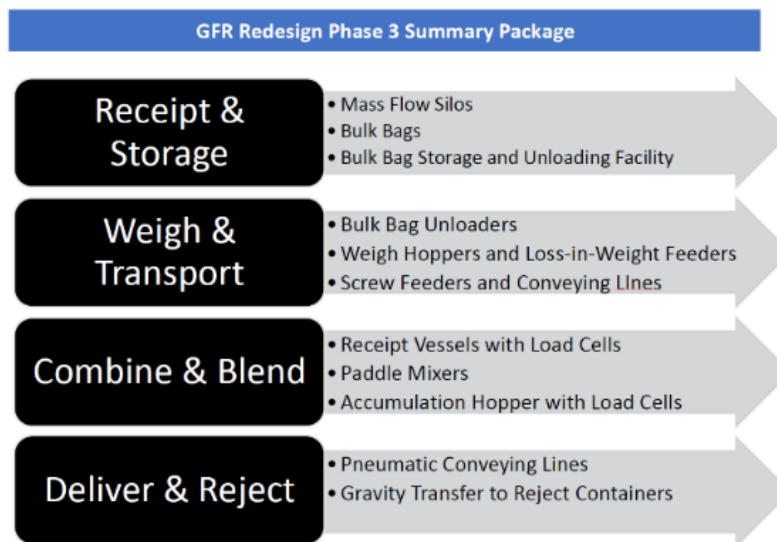 GFR Redesign Phase 3 Summary Package
Receipt &
Storage
• Mass Flow Silos
• Bulk Bags
• Bulk Bag Storage and Unloading Facility
Weigh &
Transport
• Bulk Bag Unloaders
• Weigh Hoppers and Loss-in-Weight Feeders
• Screw Feeders and Conveying LInes
Combine & Blend
• Receipt Vessels with Load Cells
• Paddle Mixers
• Accumulation Hopper with Load Cells
Deliver & Reject
• Pneumatic Conveying Lines
• Gravity Transfer to Reject Containers